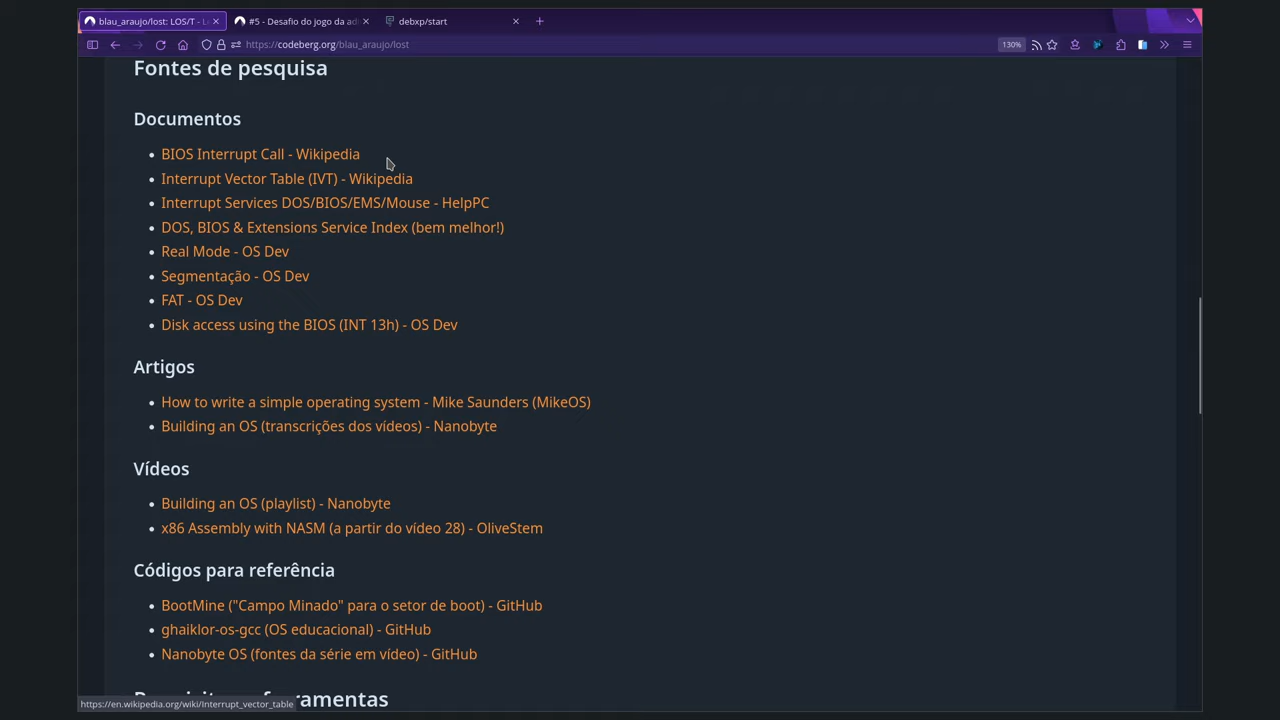 blau_araujo/lost: LOS/T - L
#5 - Desafio do jogo da ad
debxp/start
https://codeberg.org/blau_araujo/lost
130%
Fontes de pesquisa
Documentos
BIOS Interrupt Call - Wikipedia
Interrupt Vector Table (IVT) - Wikipedia
Interrupt Services DOS/BIOS/EMS/Mouse - HelpPC
DOS, BIOS & Extensions Service Index (bem melhor!)
Real Mode - OS Dev
Segmentação - OS Dev
FAT - OS Dev
Disk access using the BIOS (INT 13h) - OS Dev
Artigos
How to write a simple operating system - Mike Saunders (MikeOS)
Building an OS (transcrições dos vídeos) - Nanobyte
Vídeos
Building an OS (playlist) - Nanobyte
x86 Assembly with NASM (a partir do vídeo 28) - OliveStem
Códigos para referência
BootMine ("Campo Minado" para o setor de boot) - GitHub
ghaiklor-os-gcc (OS educacional) - GitHub
Nanobyte OS (fontes da série em vídeo) - GitHub
https://en.wikipedia.org/wiki/Interrupt_vector_table